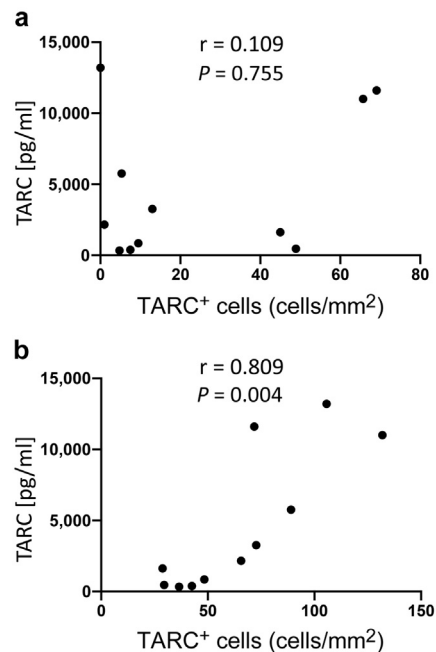 a
r = 0.109
P = 0.755
15,000
10,000
5,000
0
TARC [pg/ml]
0 20 40 60 80
TARC⁺ cells (cells/mm²)
b
r = 0.809
P = 0.004
15,000
10,000
5,000
0
TARC [pg/ml]
0 50 100 150
TARC⁺ cells (cells/mm²)